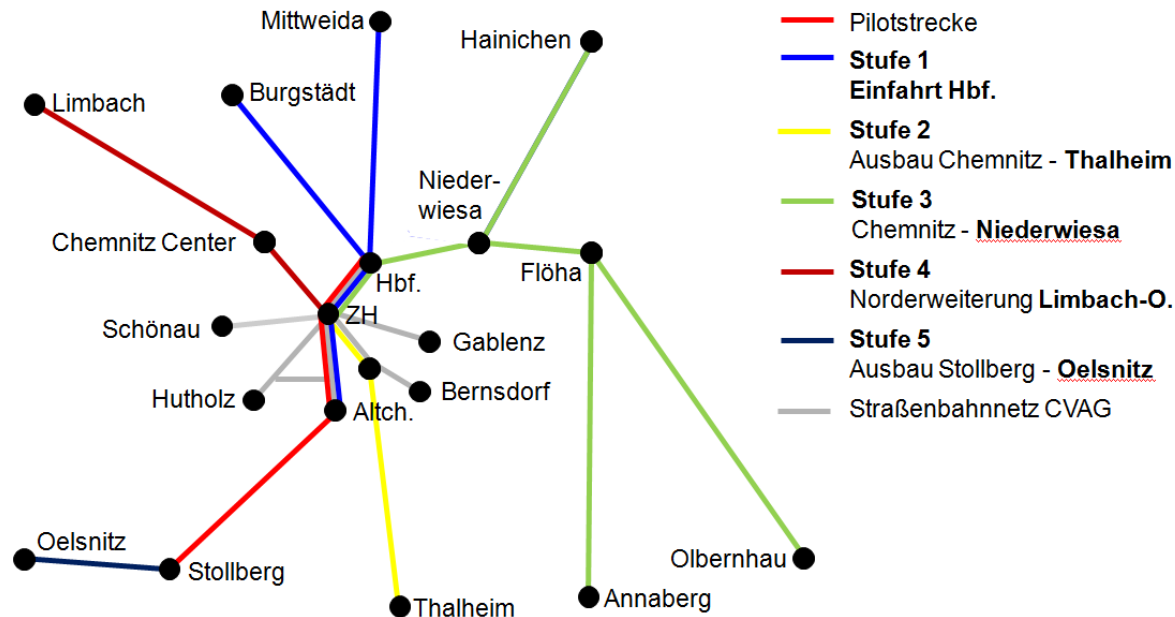 Mittweida
Hainichen
Burgstädt
Limbach
Nieder-
wiesa
Chemnitz Center
Hbf.
Flöha
ZH
Schönau
Gablenz
Hutholz
Altch.
Bernsdorf
Oelsnitz
Stollberg
Thalheim
Annaberg
Olbernhau
Pilotstrecke
Stufe 1
Einfahrt Hbf.
Stufe 2
Ausbau Chemnitz - Thalheim
Stufe 3
Chemnitz - Niederwiesa
Stufe 4
Norderweiterung Limbach-O.
Stufe 5
Ausbau Stollberg - Oelsnitz
Straßenbahnnetz CVAG